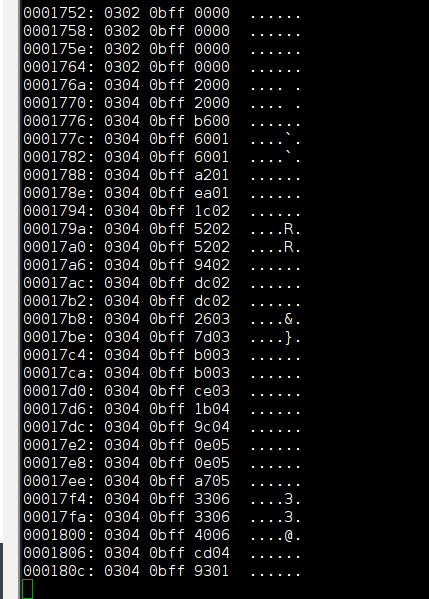 0001752: 0302 0bff 0000  ......
0001758: 0302 0bff 0000  ......
000175e: 0302 0bff 0000  ......
0001764: 0302 0bff 0000  ......
000176a: 0304 0bff 2000  .... .
0001770: 0304 0bff 2000  .... .
0001776: 0304 0bff b600  ......
000177c: 0304 0bff 6001  ....`.
0001782: 0304 0bff 6001  ....`.
0001788: 0304 0bff a201  ......
000178e: 0304 0bff ea01  ......
0001794: 0304 0bff 1c02  ......
000179a: 0304 0bff 5202  ....R.
00017a0: 0304 0bff 5202  ....R.
00017a6: 0304 0bff 9402  ......
00017ac: 0304 0bff dc02  ......
00017b2: 0304 0bff dc02  ......
00017b8: 0304 0bff 2603  ....&.
00017be: 0304 0bff 7d03  ....}.
00017c4: 0304 0bff b003  ......
00017ca: 0304 0bff b003  ......
00017d0: 0304 0bff ce03  ......
00017d6: 0304 0bff 1b04  ......
00017dc: 0304 0bff 9c04  ......
00017e2: 0304 0bff 0e05  ......
00017e8: 0304 0bff 0e05  ......
00017ee: 0304 0bff a705  ......
00017f4: 0304 0bff 3306  ....3.
00017fa: 0304 0bff 3306  ....3.
0001800: 0304 0bff 4006  ....@.
0001806: 0304 0bff cd04  ......
000180c: 0304 0bff 9301  ......